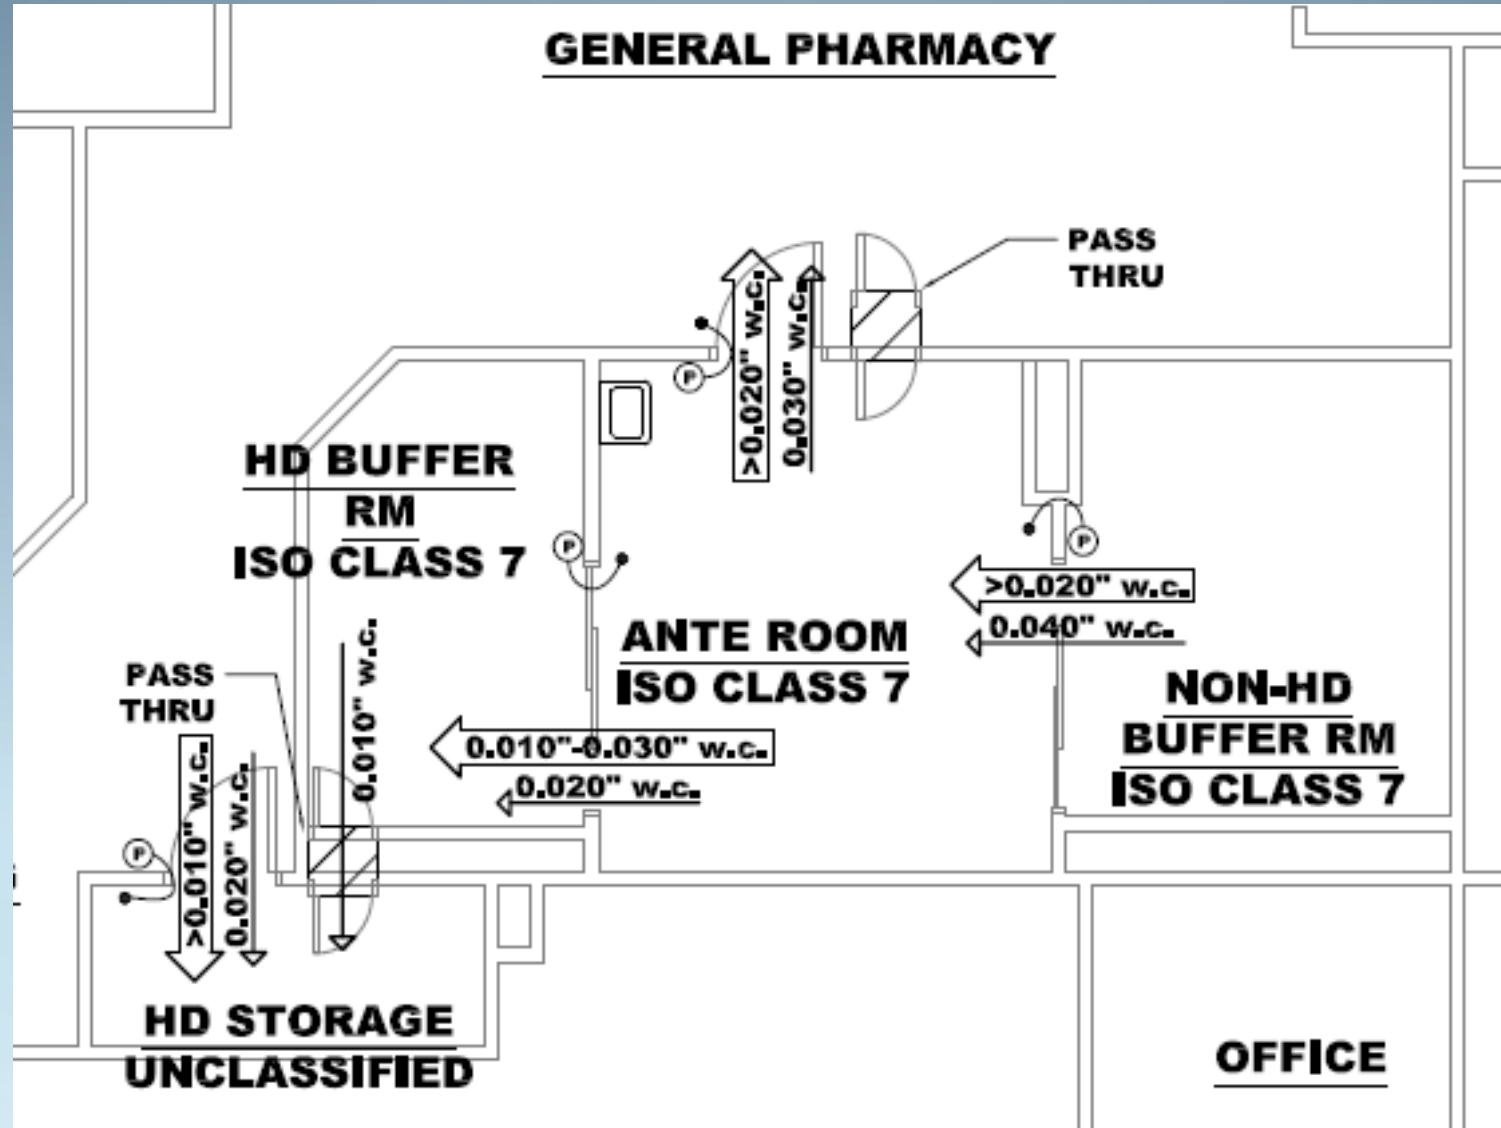 GENERAL PHARMACY
PASS
THRU
>0.020" w.c.
0.030" w.c.
P
HD BUFFER
RM
ISO CLASS 7
P
P
>0.020" w.c.
0.040" w.c.
ANTE ROOM
ISO CLASS 7
NON-HD
BUFFER RM
ISO CLASS 7
PASS
THRU
0.010" w.c.
0.010"-0.030" w.c.
0.020" w.c.
P
>0.010" w.c.
0.020" w.c.
HD STORAGE
UNCLASSIFIED
OFFICE